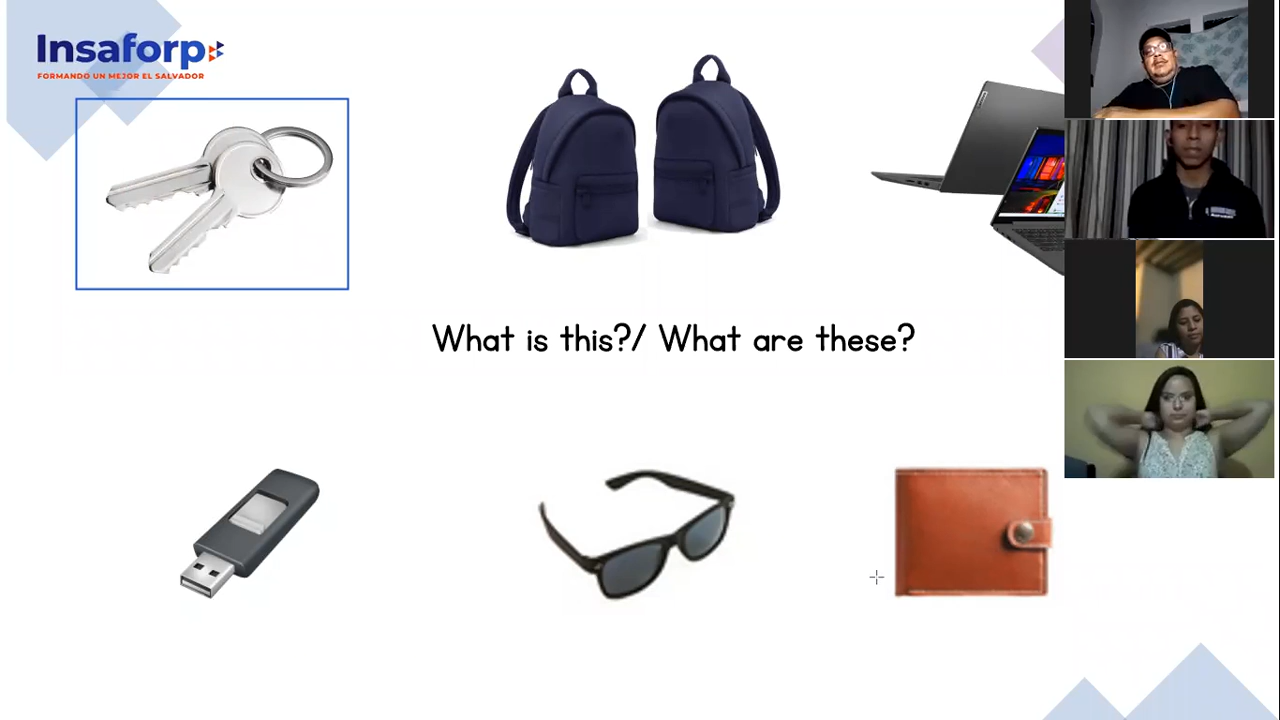 Insaforp
FORMANDO UN MEJOR EL SALVADOR
What is this?/ What are these?